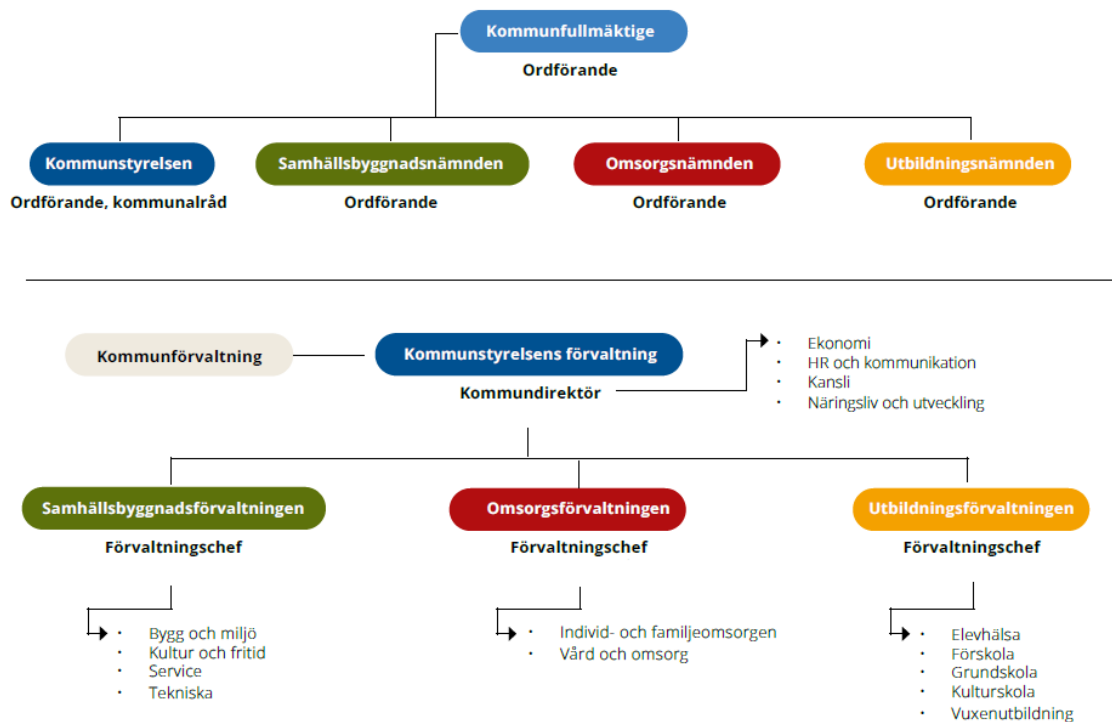 Kommunfullmäktige
Ordförande
Kommunstyrelsen
Ordförande, kommunalråd
Samhällsbyggnadsnämnden
Ordförande
Omsorgsnämnden
Ordförande
Utbildningsnämnden
Ordförande
Kommunförvaltning
Kommunstyrelsens förvaltning
Kommundirektör
· Ekonomi
· HR och kommunikation
· Kansli
· Näringsliv och utveckling
Samhällsbyggnadsförvaltningen
Förvaltningschef
· Bygg och miljö
· Kultur och fritid
· Service
· Tekniska
Omsorgsförvaltningen
Förvaltningschef
· Individ- och familjeomsorgen
· Vård och omsorg
Utbildningsförvaltningen
Förvaltningschef
· Elevhälsa
· Förskola
· Grundskola
· Kulturskola
· Vuxenutbildning